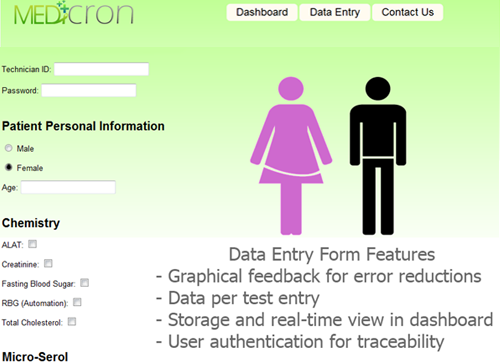 MEDiCron
Dashboard
Data Entry
Contact Us
Technician ID:
Password:
Patient Personal Information
Male
Female
Age:
Chemistry
ALAT:
Creatinine:
Fasting Blood Sugar:
RBG (Automation):
Total Cholesterol:
Micro-Serol
Data Entry Form Features
- Graphical feedback for error reductions
- Data per test entry
- Storage and real-time view in dashboard
- User authentication for traceability